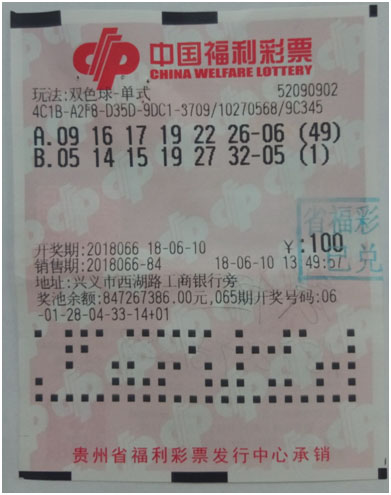 中国福利彩票
CHINA WELFARE LOTTERY
玩法:双色球-单式 52090902
4C1B-A2F8-D35D-9DC1-3709/10270568/9C345
A.09 16 17 19 22 26-06 (49)
B.05 14 15 19 27 32-05 (1)
省福彩
已兑
开奖期:2018066 18-06-10 ¥:100
销售期:2018066-84 18-06-10 13:49:57
地址:兴义市西湖路工商银行旁
奖池余额:847267386.00元,065期开奖号码:06
-01-28-04-33-14+01
贵州省福利彩票发行中心承销